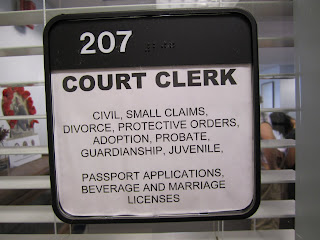 207
COURT CLERK
CIVIL, SMALL CLAIMS,
DIVORCE, PROTECTIVE ORDERS,
ADOPTION, PROBATE,
GUARDIANSHIP, JUVENILE,
PASSPORT APPLICATIONS,
BEVERAGE AND MARRIAGE
LICENSES